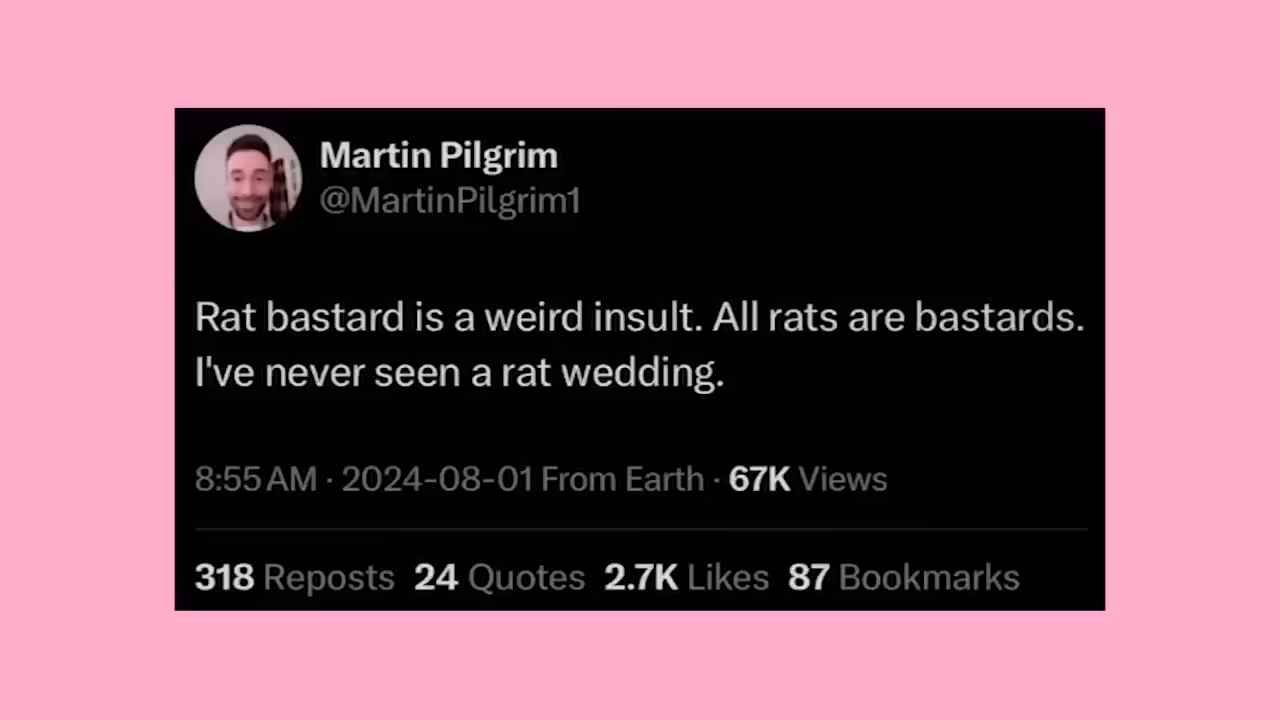 Martin Pilgrim
@MartinPilgrim1
Rat bastard is a weird insult. All rats are bastards.
I've never seen a rat wedding.
8:55 AM · 2024-08-01 From Earth · 67K Views
318 Reposts 24 Quotes 2.7K Likes 87 Bookmarks